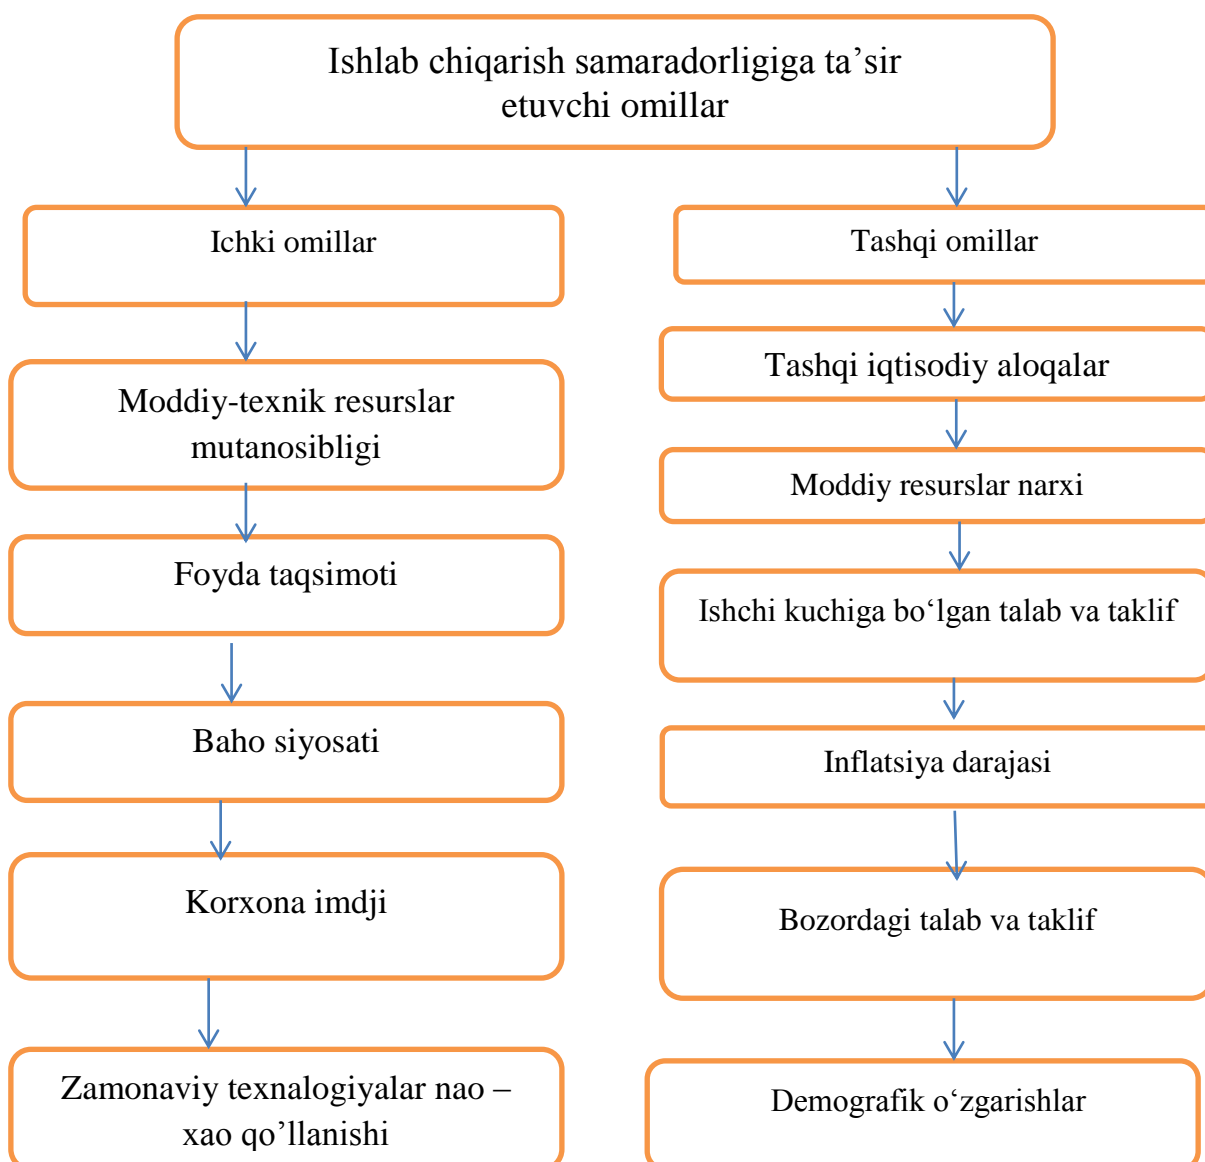 Ishlab chiqarish samaradorligiga ta’sir
etuvchi omillar
Ichki omillar
Moddiy-texnik resurslar
mutanosibligi
Foyda taqsimoti
Baho siyosati
Korxona imdji
Zamonaviy texnalogiyalar nao –
xao qo’llanishi
Tashqi omillar
Tashqi iqtisodiy aloqalar
Moddiy resurslar narxi
Ishchi kuchiga bo‘lgan talab va taklif
Inflatsiya darajasi
Bozordagi talab va taklif
Demografik o‘zgarishlar